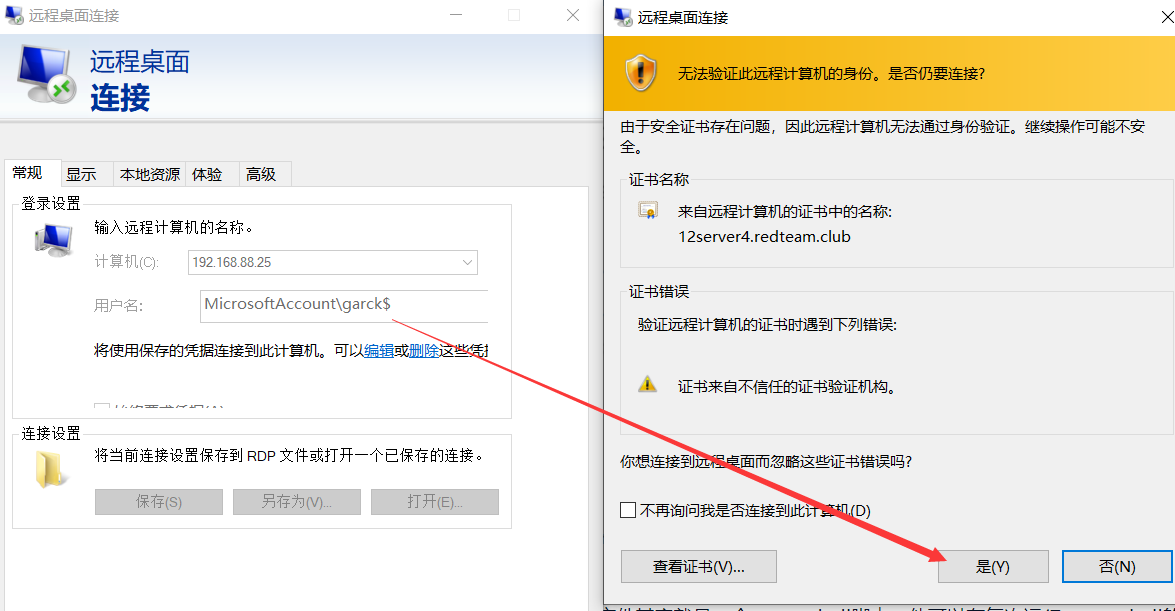 远程桌面连接
远程桌面
连接
常规 显示 本地资源 体验 高级
登录设置
输入远程计算机的名称。
计算机(C): 192.168.88.25
用户名: MicrosoftAccount\garck$
将使用保存的凭据连接到此计算机。可以编辑或删除这些凭
连接设置
将当前连接设置保存到 RDP 文件或打开一个已保存的连接。
保存(S) 另存为(V)... 打开(E)...
远程桌面连接
无法验证此远程计算机的身份。是否仍要连接?
由于安全证书存在问题，因此远程计算机无法通过身份验证。继续操作可能不安
全。
证书名称
来自远程计算机的证书中的名称:
12server4.redteam.club
证书错误
验证远程计算机的证书时遇到下列错误:
证书来自不信任的证书验证机构。
你想连接到远程桌面而忽略这些证书错误吗?
不再询问我是否连接到此计算机(D)
查看证书(V)... 是(Y) 否(N)